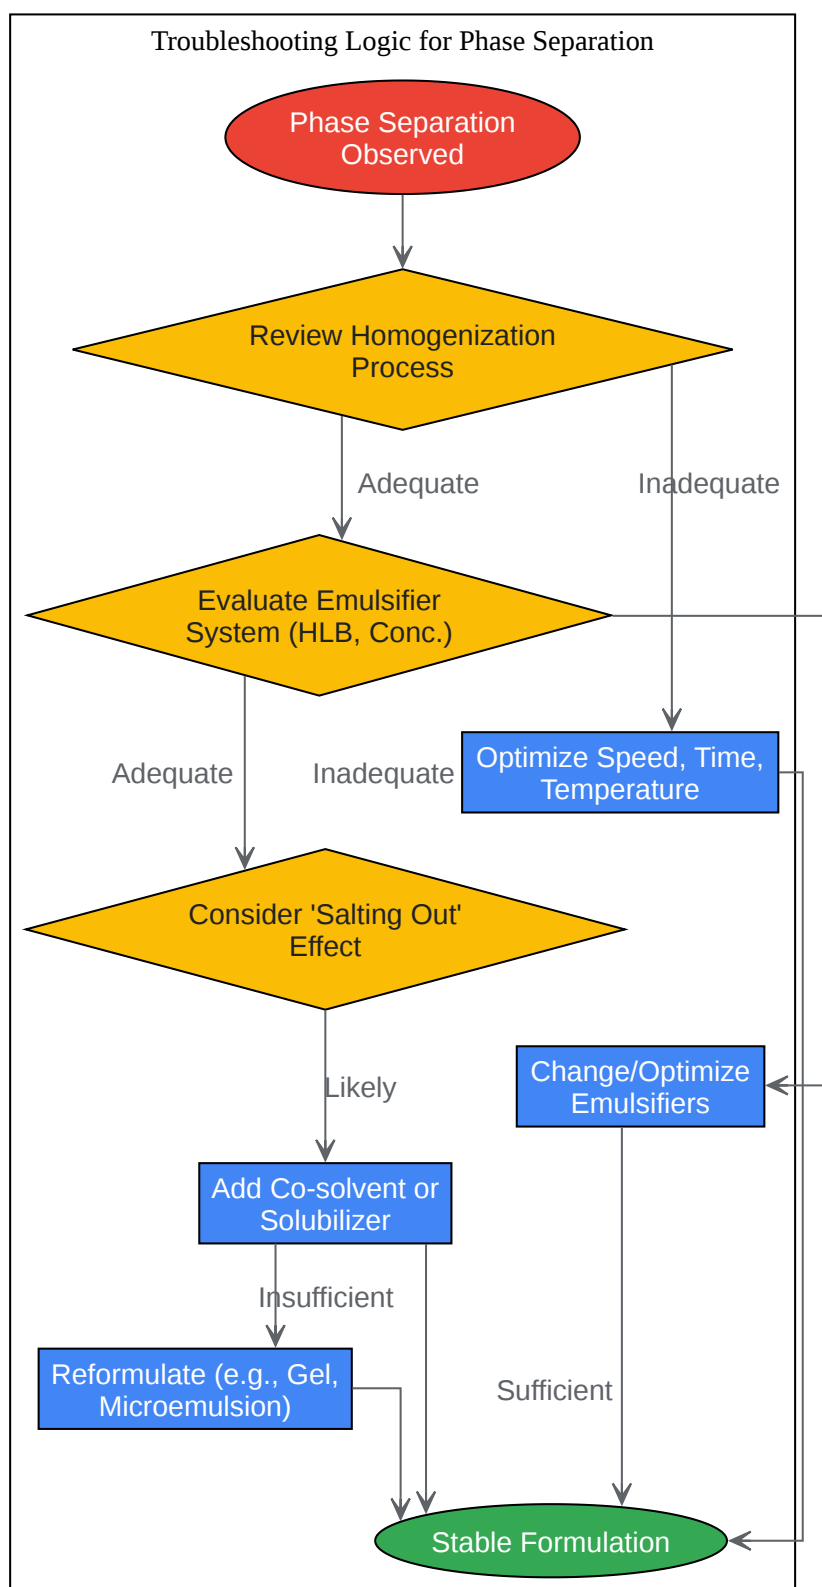 Troubleshooting Logic for Phase Separation
Phase Separation
Observed
Review Homogenization
Process
Adequate
Inadequate
Evaluate Emulsifier
System (HLB, Conc.)
Optimize Speed, Time,
Temperature
Adequate
Inadequate
Consider 'Salting Out'
Effect
Change/Optimize
Emulsifiers
Likely
Add Co-solvent or
Solubilizer
Insufficient
Reformulate (e.g., Gel,
Microemulsion)
Sufficient
Stable Formulation